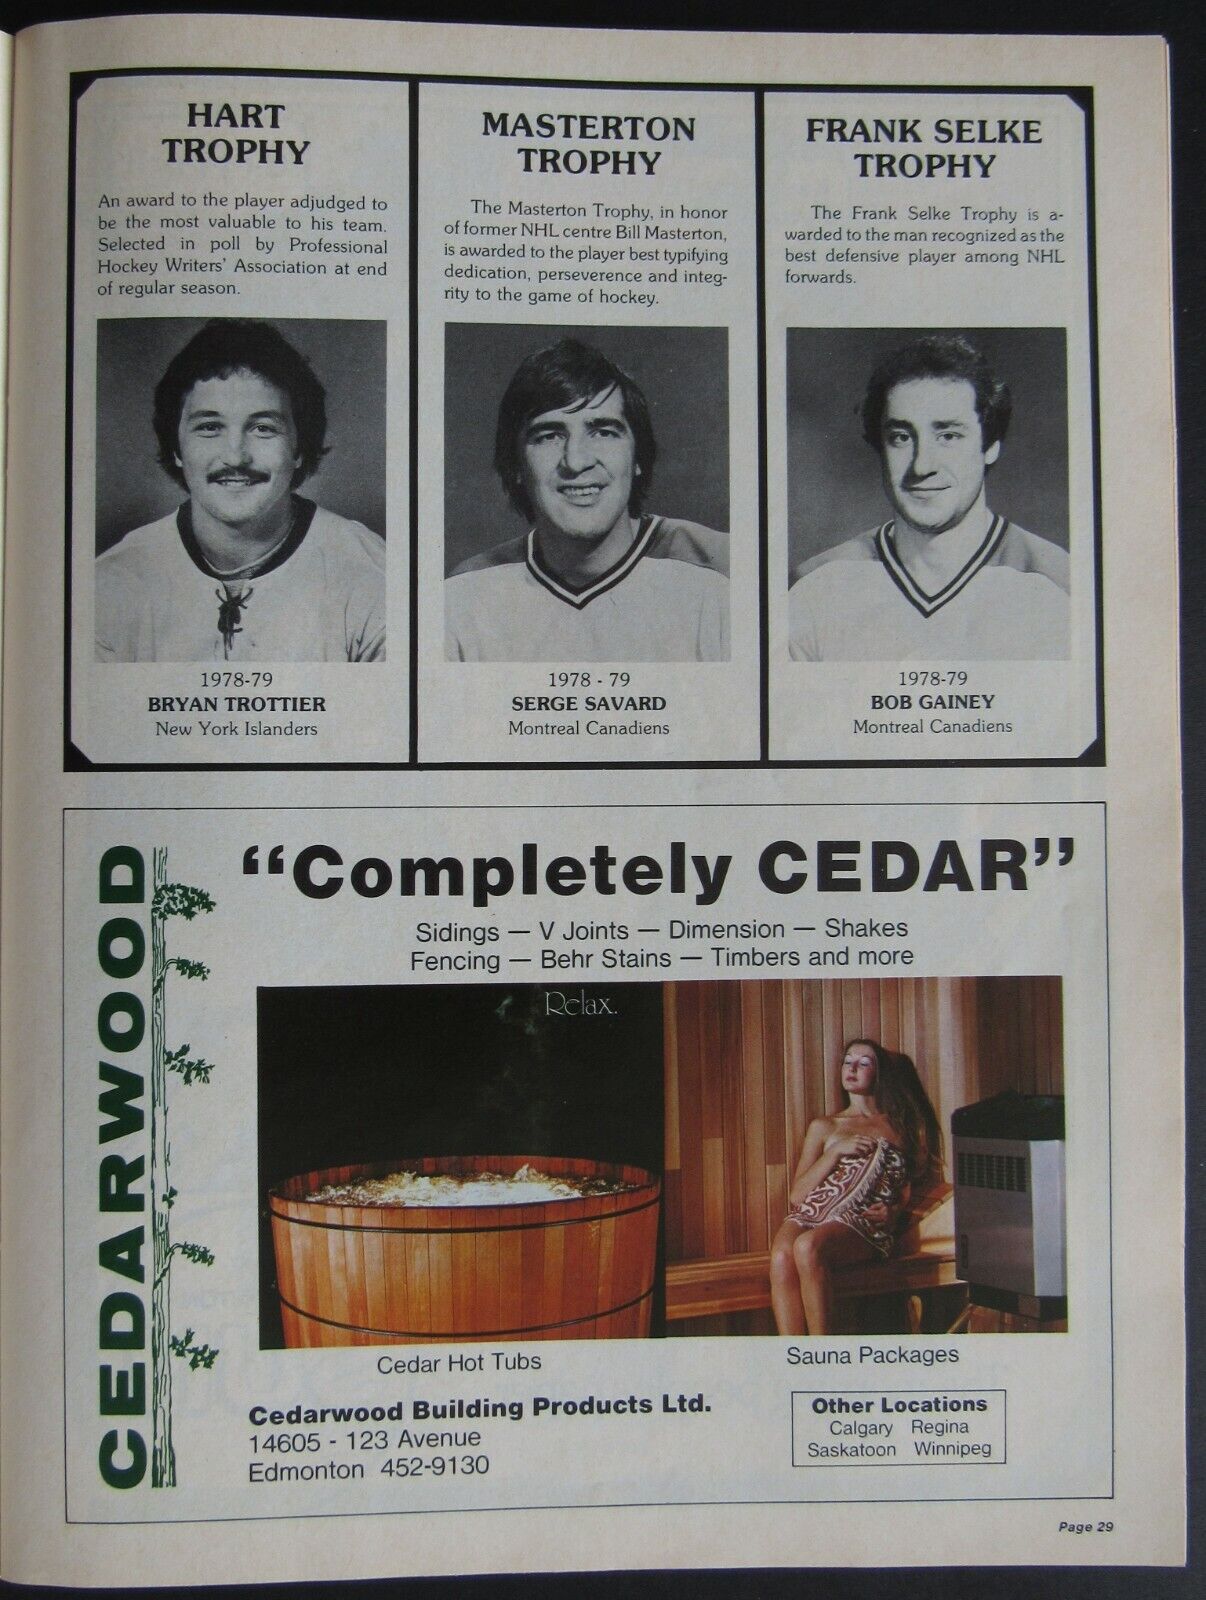 HART
TROPHY
An award to the player adjudged to
be the most valuable to his team.
Selected in poll by Professional
Hockey Writers' Association at end
of regular season.
1978-79
BRYAN TROTTIER
New York Islanders
MASTERTON
TROPHY
The Masterton Trophy, in honor
of former NHL centre Bill Masterton,
is awarded to the player best typifying
dedication, perseverence and integ-
rity to the game of hockey.
1978 - 79
SERGE SAVARD
Montreal Canadiens
FRANK SELKE
TROPHY
The Frank Selke Trophy is a-
warded to the man recognized as the
best defensive player among NHL
forwards.
1978-79
BOB GAINEY
Montreal Canadiens
CEDARWOOD
“Completely CEDAR”
Sidings — V Joints — Dimension — Shakes
Fencing — Behr Stains — Timbers and more
Relax.
Cedar Hot Tubs
Sauna Packages
Cedarwood Building Products Ltd.
14605 - 123 Avenue
Edmonton 452-9130
Other Locations
Calgary Regina
Saskatoon Winnipeg
Page 29